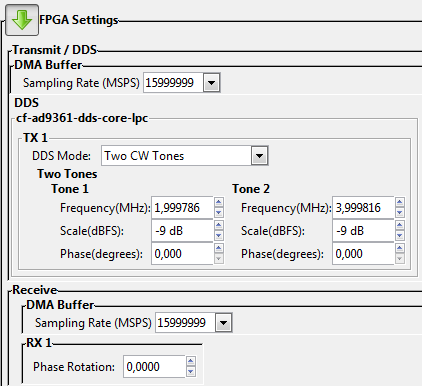 FPGA Settings
Transmit / DDS
DMA Buffer
Sampling Rate (MSPS) 15999999
DDS
cf-ad9361-dds-core-lpc
TX 1
DDS Mode: Two CW Tones
Two Tones
Tone 1 Tone 2
Frequency(MHz): 1,999786 Frequency(MHz): 3,999816
Scale(dBFS): -9 dB Scale(dBFS): -9 dB
Phase(degrees): 0,000 Phase(degrees): 0,000
Receive
DMA Buffer
Sampling Rate (MSPS) 15999999
RX 1
Phase Rotation: 0,0000